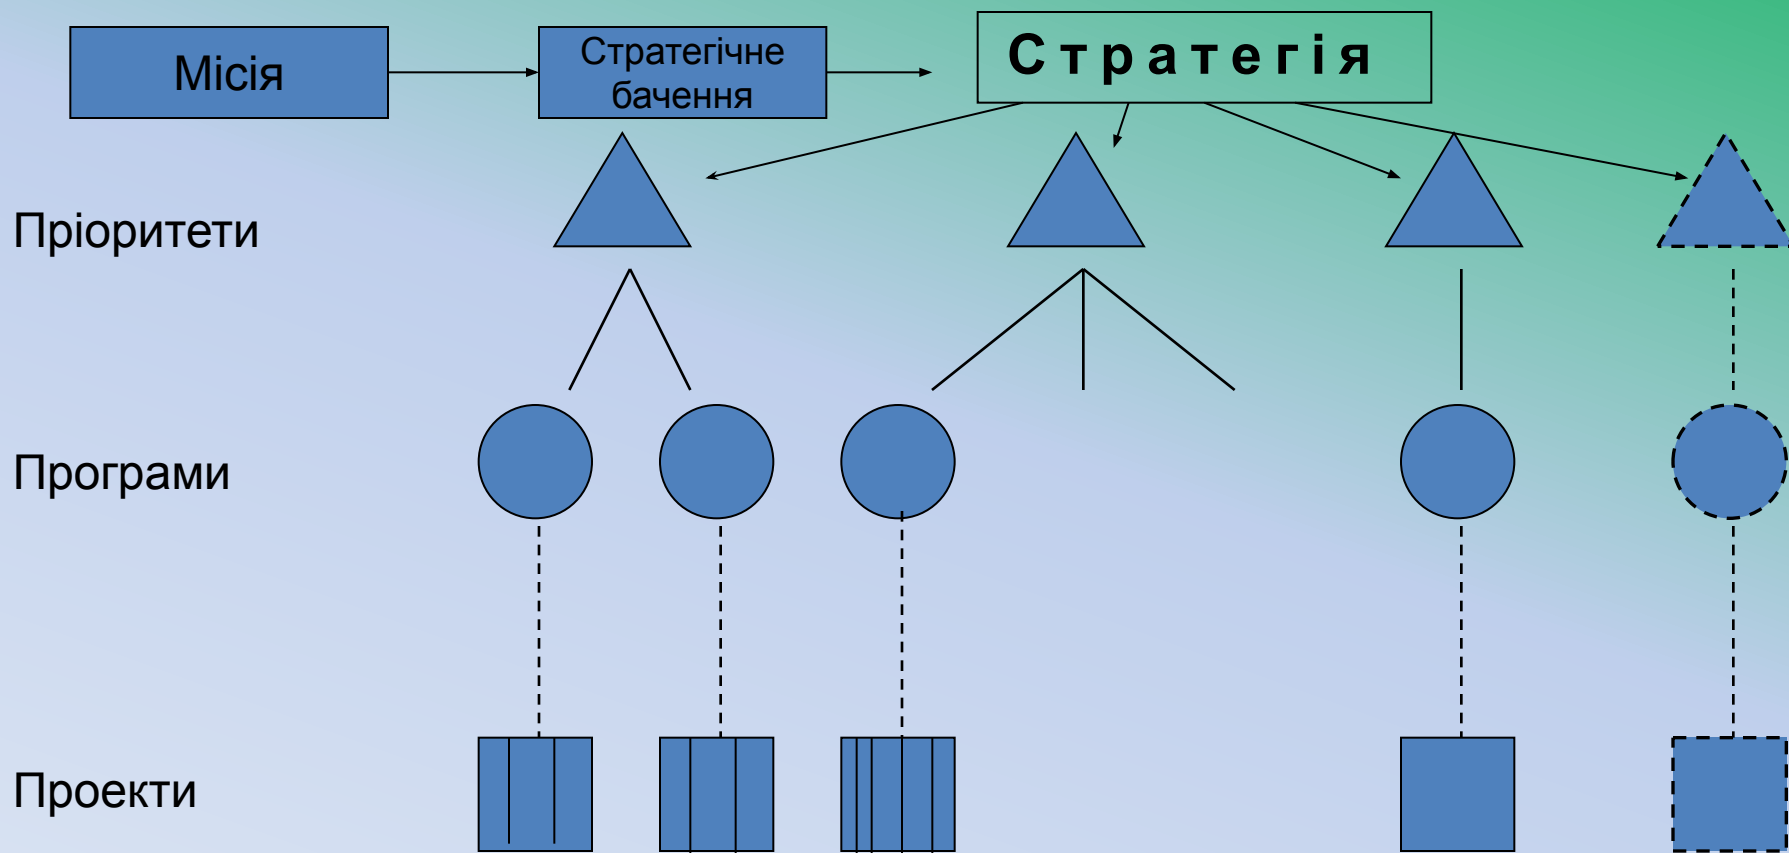 Місія
Стратегічне
бачення
Стратегія
Пріоритети
Програми
Проекти